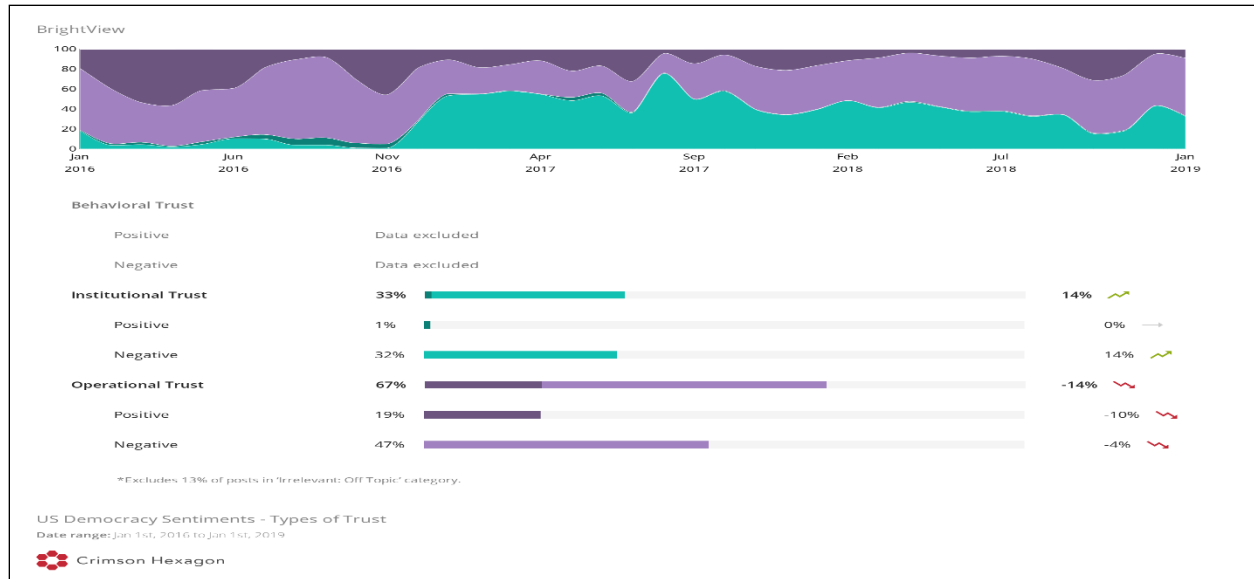 BrightView
100
80
60
40
20
0
Jan Jun Nov Apr Sep Feb Jul Jan
2016 2016 2016 2017 2017 2018 2018 2019
Behavioral Trust
Positive Data excluded
Negative Data excluded
Institutional Trust 33% 14%
Positive 1% 0%
Negative 32% 14%
Operational Trust 67% -14%
Positive 19% -10%
Negative 47% -4%
*Excludes 13% of posts in 'Irrelevant: Off Topic' category.
US Democracy Sentiments - Types of Trust
Date range: Jan 1st, 2016 to Jan 1st, 2019
Crimson Hexagon